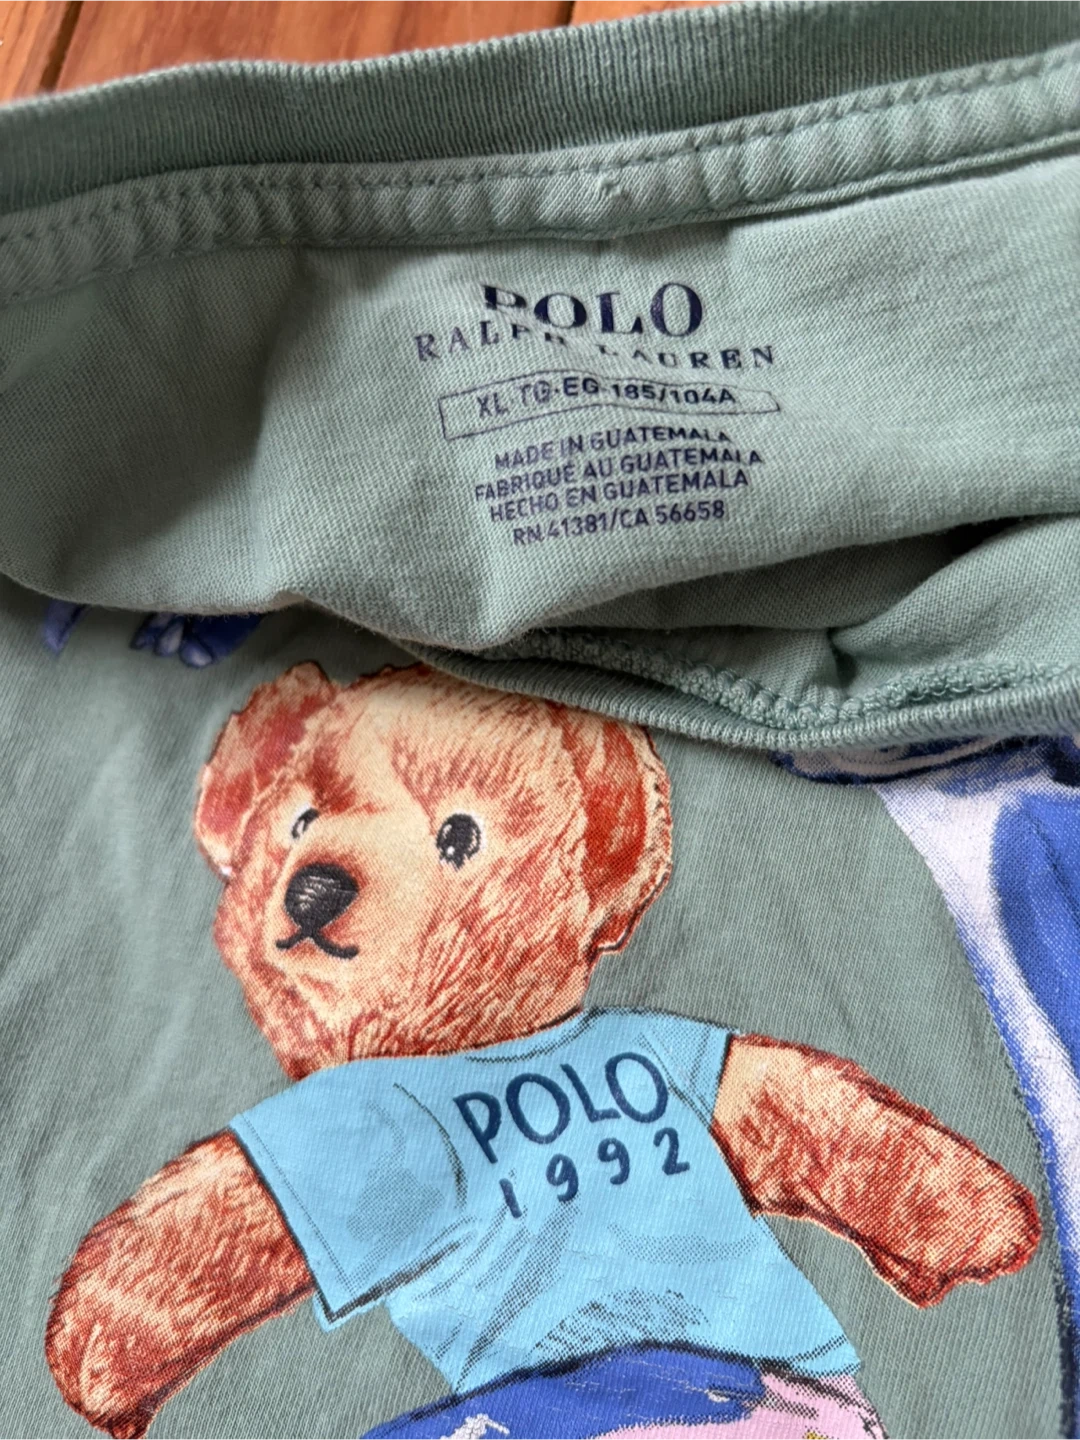 POLO
RALPH LAUREN
XL TG-EG-185/104A
MADE IN GUATEMALA
FABRIQUÉ AU GUATEMALA
HECHO EN GUATEMALA
RN 41381/CA 56658
POLO
1992